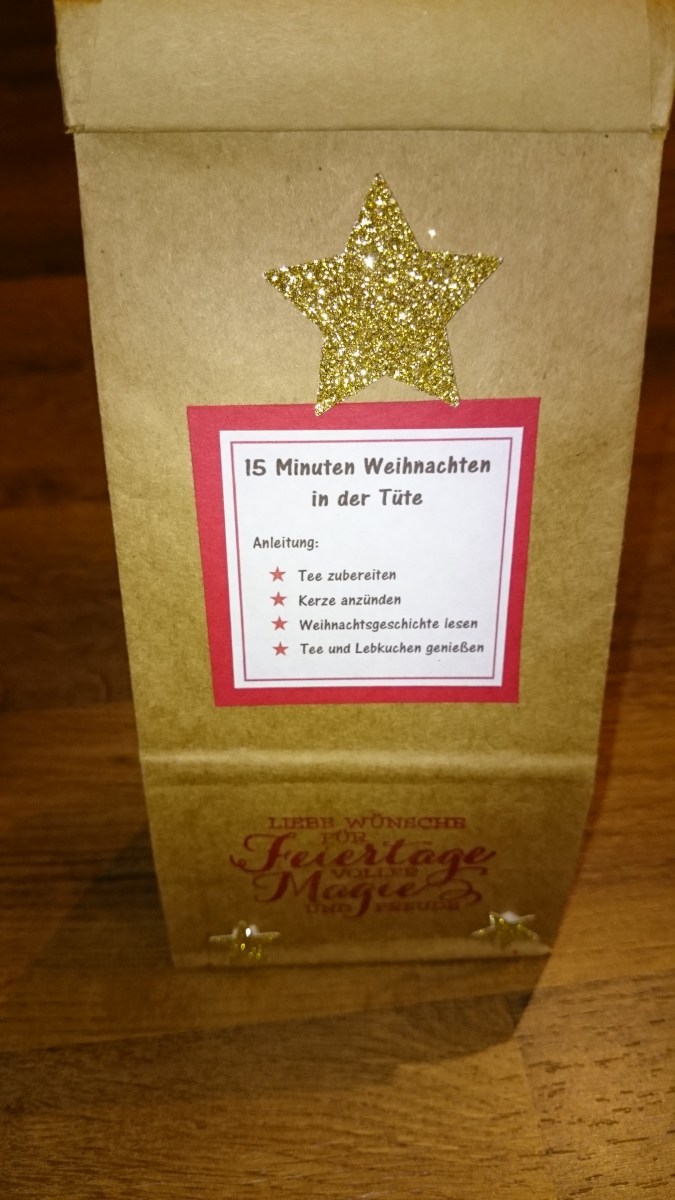 15 Minuten Weihnachten
in der Tüte
Anleitung:
Tee zubereiten
Kerze anzünden
Weihnachtsgeschichte lesen
Tee und Lebkuchen genießen
LIEBE WÜNSCHE
FÜR
Feiertage
VOLLER
Magie
UND FREUDE